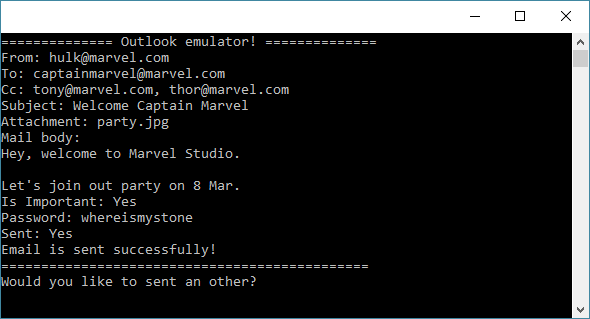 ============== Outlook emulator! ==============
From: hulk@marvel.com
To: captainmarvel@marvel.com
Cc: tony@marvel.com, thor@marvel.com
Subject: Welcome Captain Marvel
Attachment: party.jpg
Mail body:
Hey, welcome to Marvel Studio.
Let's join out party on 8 Mar.
Is Important: Yes
Password: whereismystone
Sent: Yes
Email is sent successfully!
==============================================
Would you like to sent an other?